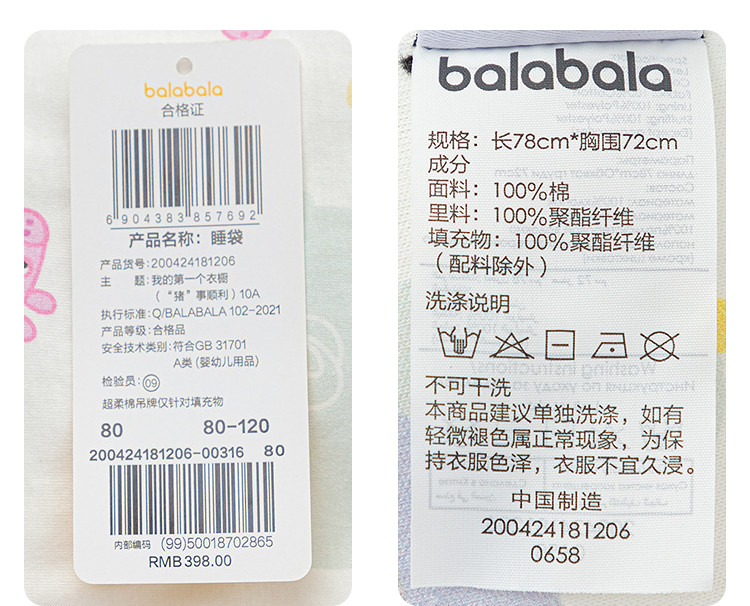 balabala
合格证
6 904383 857692
产品名称：睡袋
产品货号：200424181206
主 题：我的第一个衣橱
（“猪”事顺利）10A
执行标准：Q/BALABALA 102-2021
产品等级：合格品
安全技术类别：符合GB 31701
A类（婴幼儿用品）
检验员：09
超柔棉吊牌仅针对填充物
80 80-120
200424181206-00316 80
内部编码 (99)50018702865
RMB 398.00
balabala
规格：长78cm*胸围72cm
成分
面料：100%棉
里料：100%聚酯纤维
填充物：100%聚酯纤维
（配料除外）
洗涤说明
不可干洗
本商品建议单独洗涤，如有
轻微褪色属正常现象，为保
持衣服色泽，衣服不宜久浸。
中国制造
200424181206
0658